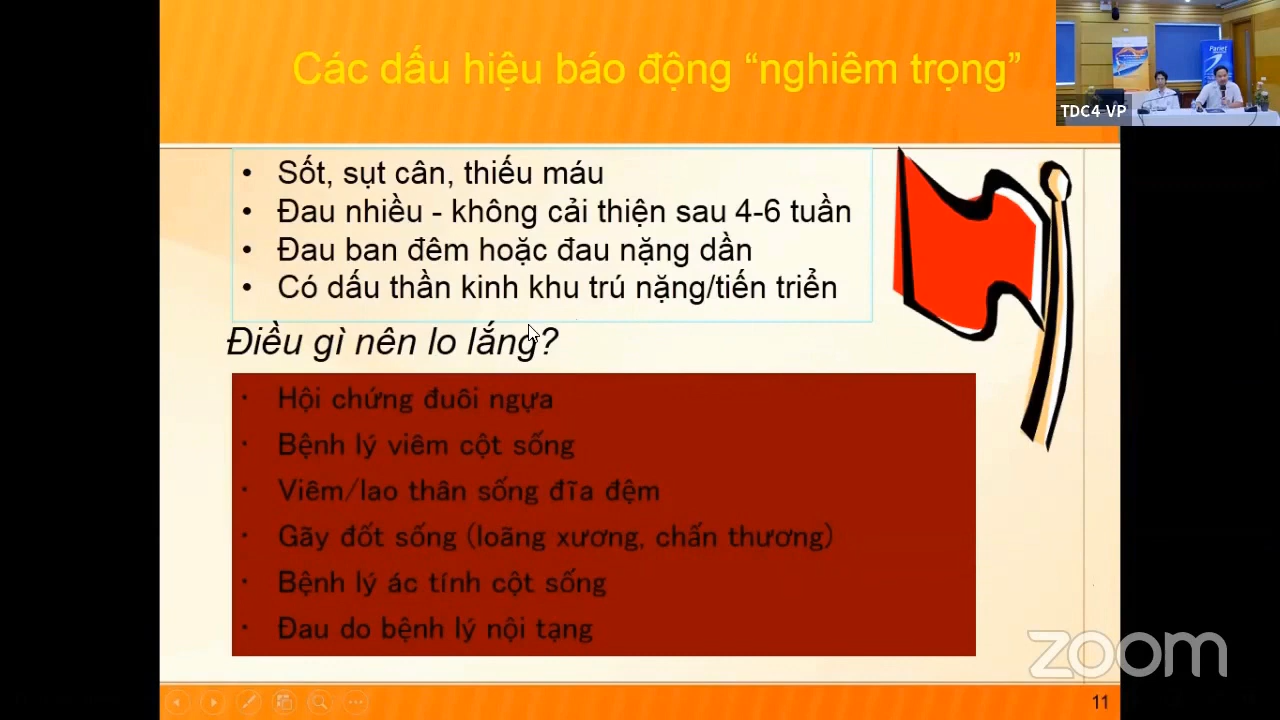 Các dấu hiệu báo động “nghiêm trọng”
Pariet
TDC4 VP
• Sốt, sụt cân, thiếu máu
• Đau nhiều - không cải thiện sau 4-6 tuần
• Đau ban đêm hoặc đau nặng dần
• Có dấu thần kinh khu trú nặng/tiến triển
Điều gì nên lo lắng?
• Hội chứng đuôi ngựa
• Bệnh lý viêm cột sống
• Viêm/lao thân sống đĩa đệm
• Gãy đốt sống (loãng xương, chấn thương)
• Bệnh lý ác tính cột sống
• Đau do bệnh lý nội tạng
zoom
11